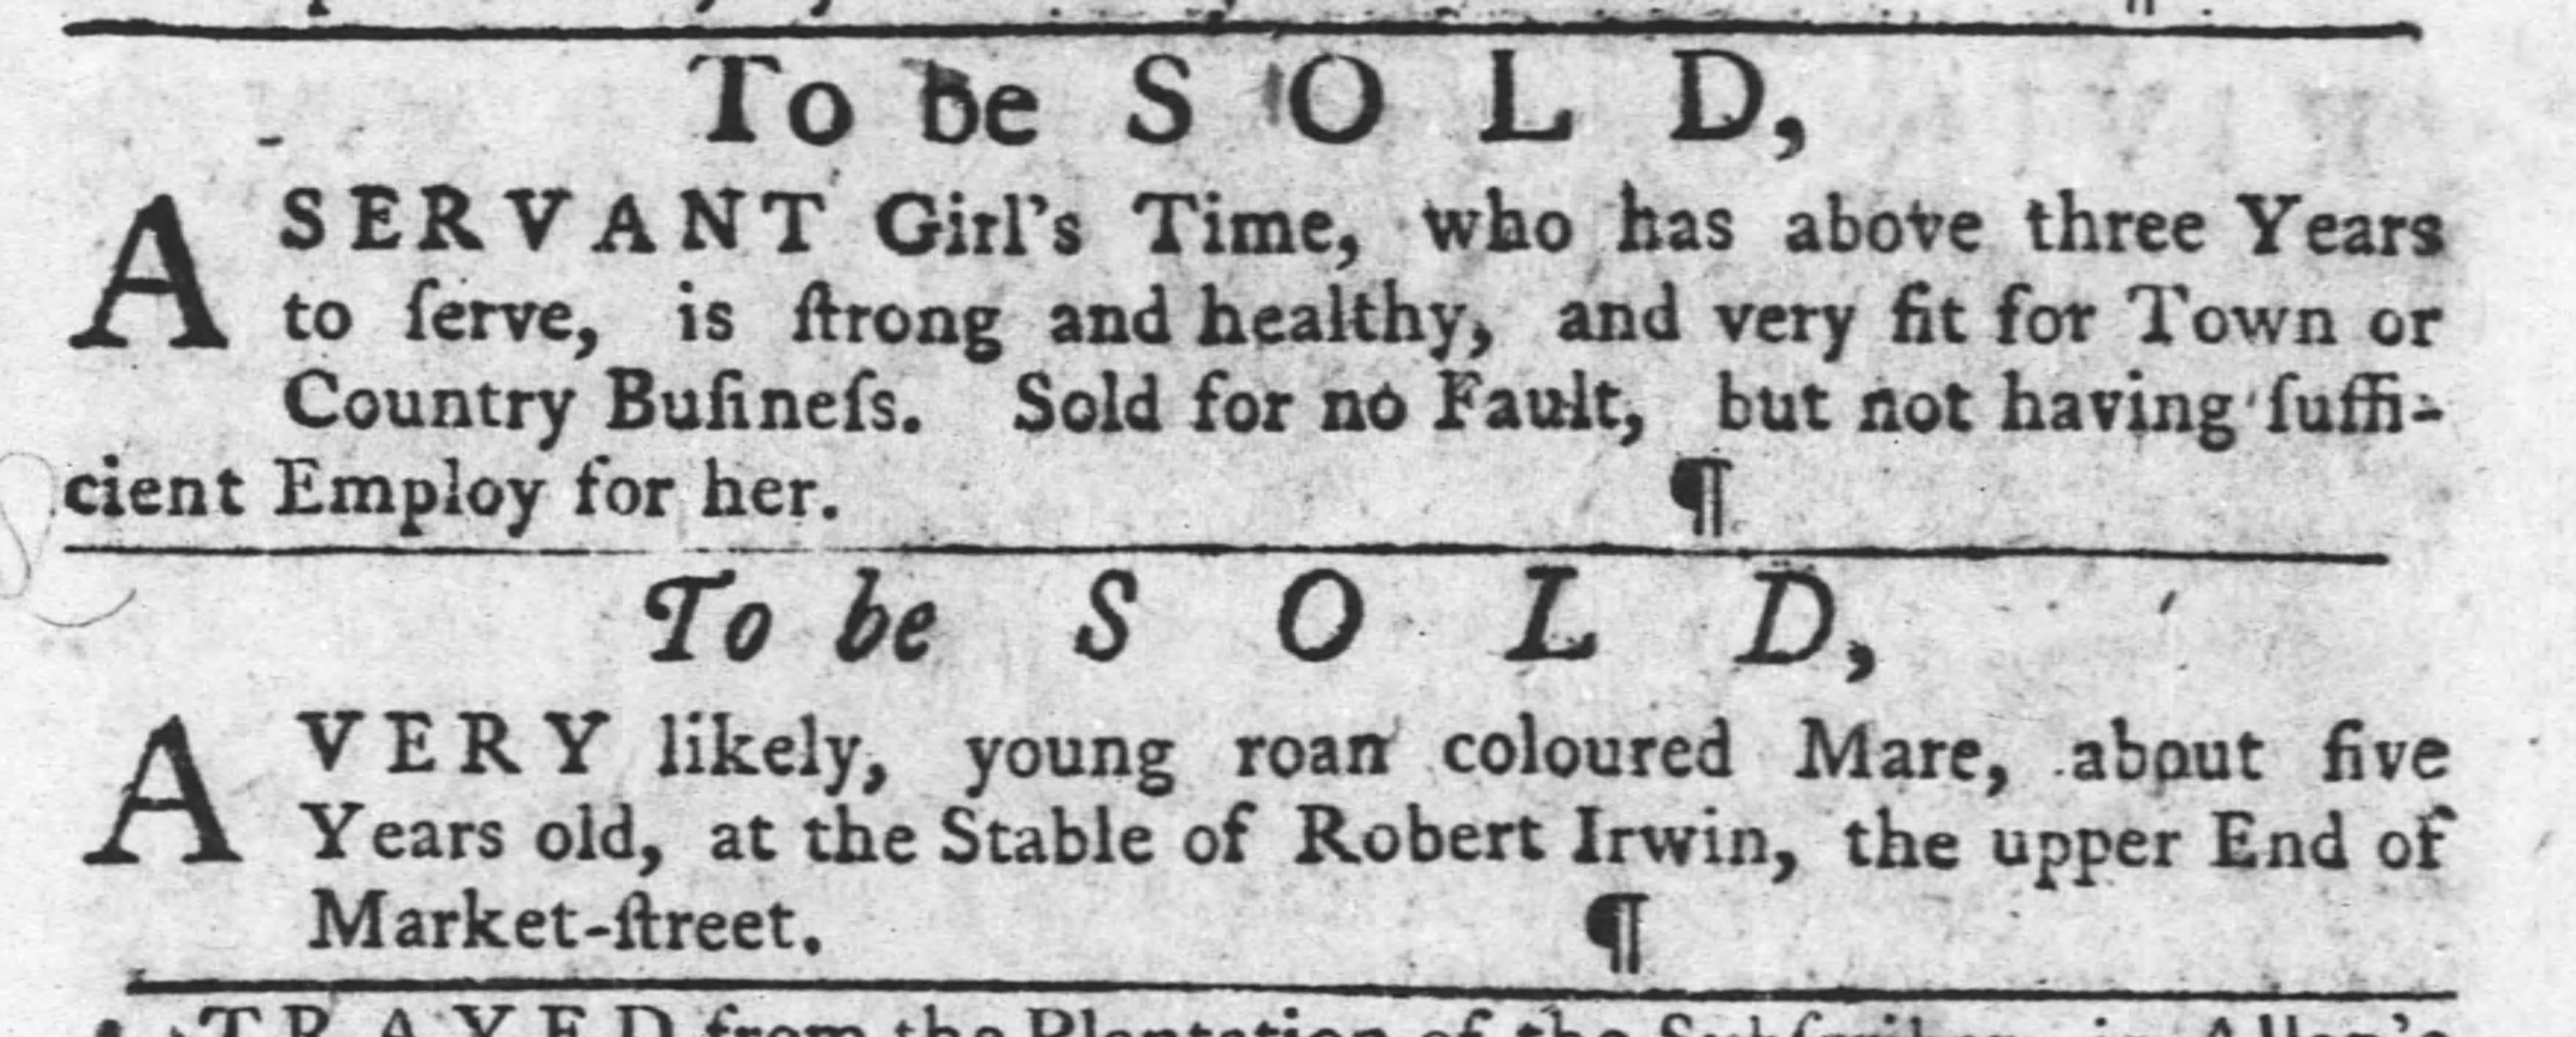 To be S O L D,
A SERVANT Girl's Time, who has above three Years
to ſerve, is ſtrong and healthy, and very fit for Town or
Country Buſineſs. Sold for no Fault, but not having ſuffi-
cient Employ for her. ¶
To be S O L D,
A VERY likely, young roan coloured Mare, about five
Years old, at the Stable of Robert Irwin, the upper End of
Market-ſtreet. ¶
STRAYED from the Plantation of the Subſcriber, in Allen's